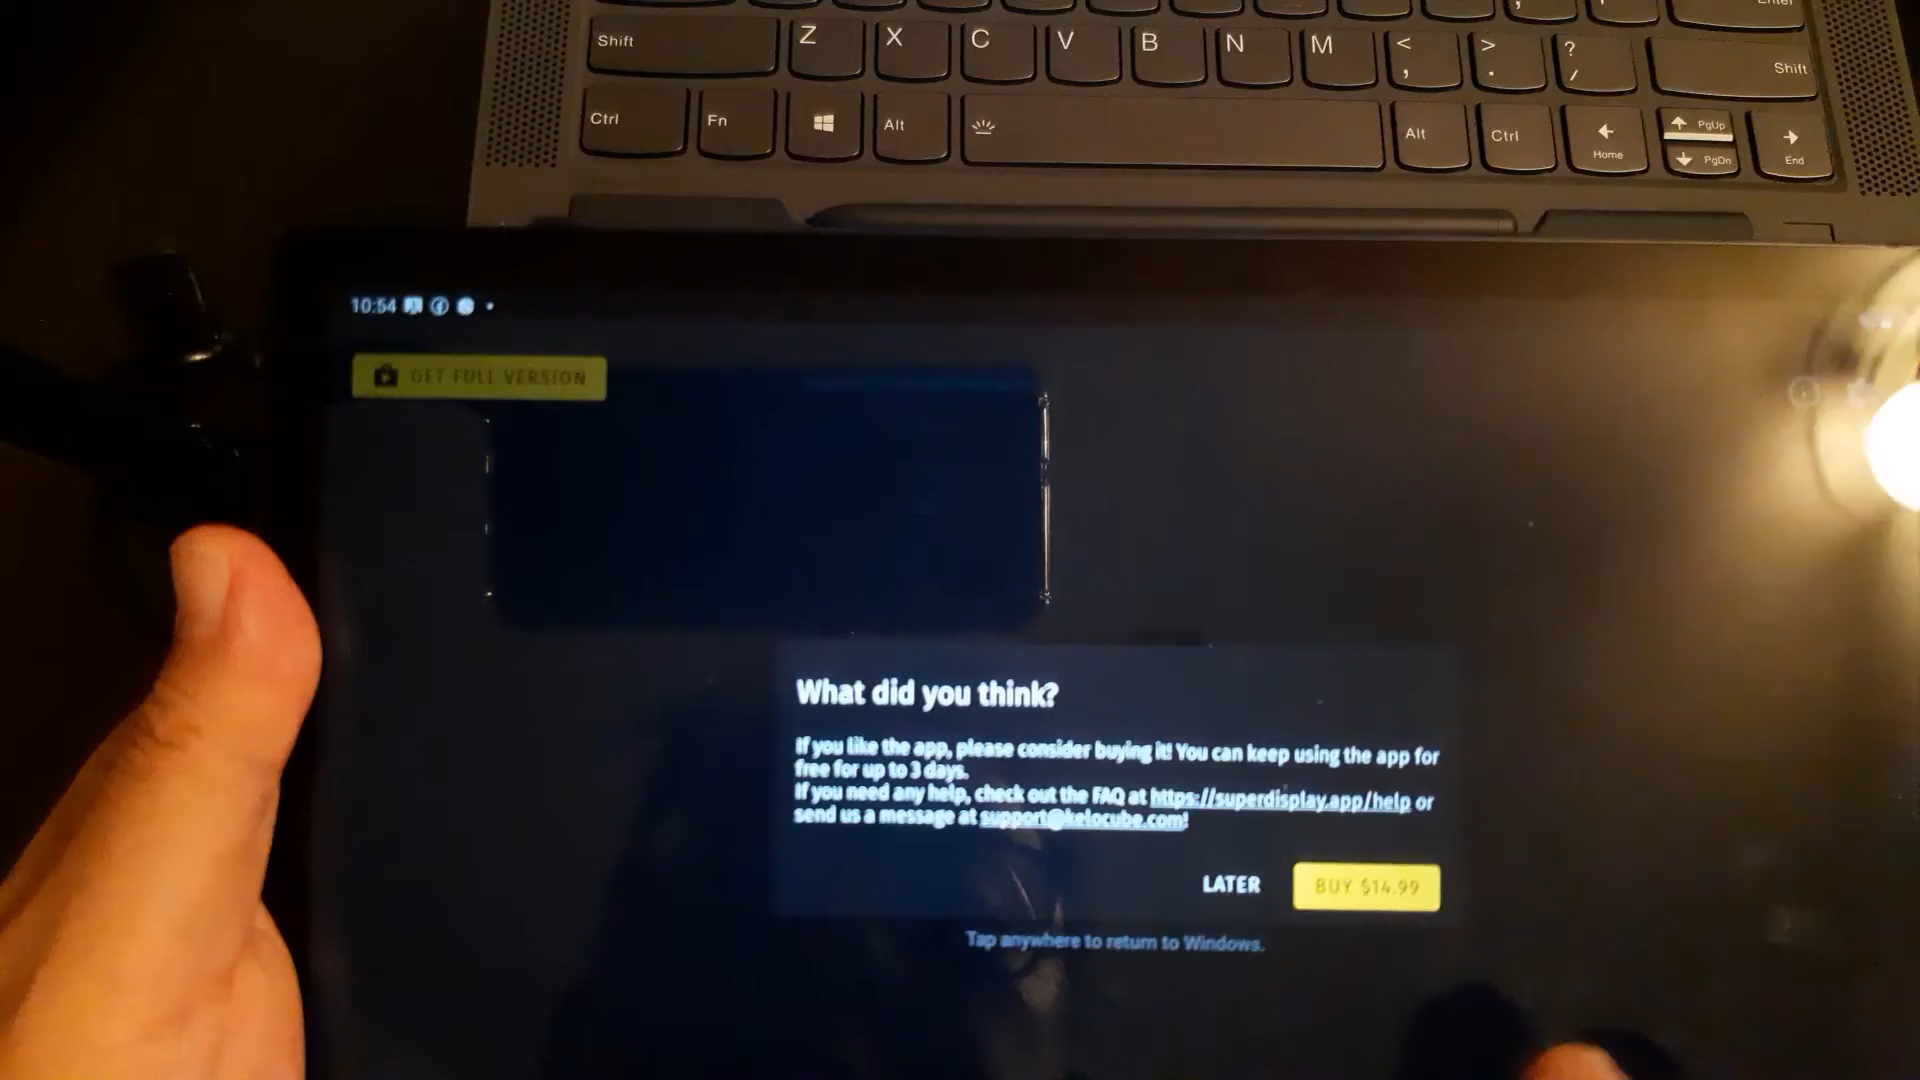 Enter
Shift Z X C V B N M < , > . ? / Shift
Ctrl Fn Alt Alt Ctrl Home PgUp PgDn End
10:54
GET FULL VERSION
What did you think?
If you like the app, please consider buying it! You can keep using the app for
free for up to 3 days.
If you need any help, check out the FAQ at https://superdisplay.app/help or
send us a message at support@kelocube.com!
LATER BUY $14.99
Tap anywhere to return to Windows.